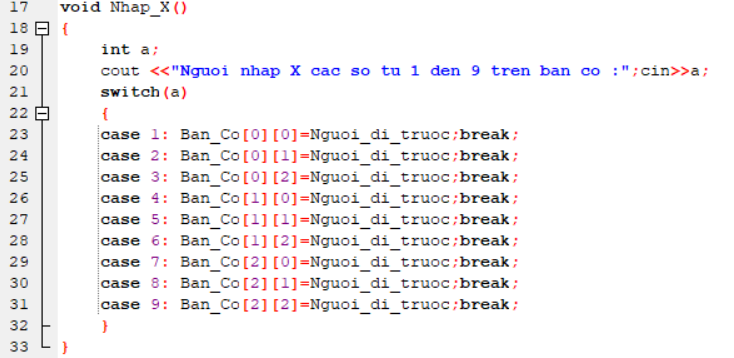 17 void Nhap_X()
18 {
19 int a;
20 cout <<"Nguoi nhap X cac so tu 1 den 9 tren ban co :";cin>>a;
21 switch(a)
22 {
23 case 1: Ban_Co[0][0]=Nguoi_di_truoc;break;
24 case 2: Ban_Co[0][1]=Nguoi_di_truoc;break;
25 case 3: Ban_Co[0][2]=Nguoi_di_truoc;break;
26 case 4: Ban_Co[1][0]=Nguoi_di_truoc;break;
27 case 5: Ban_Co[1][1]=Nguoi_di_truoc;break;
28 case 6: Ban_Co[1][2]=Nguoi_di_truoc;break;
29 case 7: Ban_Co[2][0]=Nguoi_di_truoc;break;
30 case 8: Ban_Co[2][1]=Nguoi_di_truoc;break;
31 case 9: Ban_Co[2][2]=Nguoi_di_truoc;break;
32 }
33 }